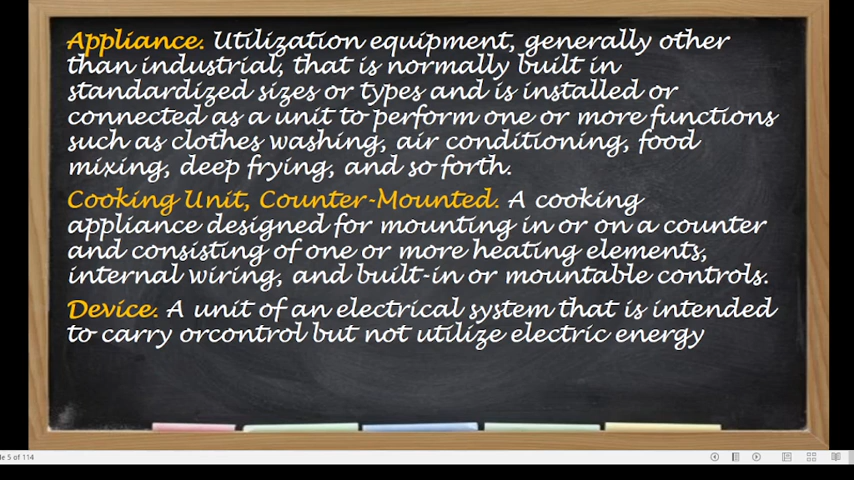 Appliance. Utilization equipment, generally other
than industrial, that is normally built in
standardized sizes or types and is installed or
connected as a unit to perform one or more functions
such as clothes washing, air conditioning, food
mixing, deep frying, and so forth.
Cooking Unit, Counter-Mounted. A cooking
appliance designed for mounting in or on a counter
and consisting of one or more heating elements,
internal wiring, and built-in or mountable controls.
Device. A unit of an electrical system that is intended
to carry orcontrol but not utilize electric energy
de 5 of 114